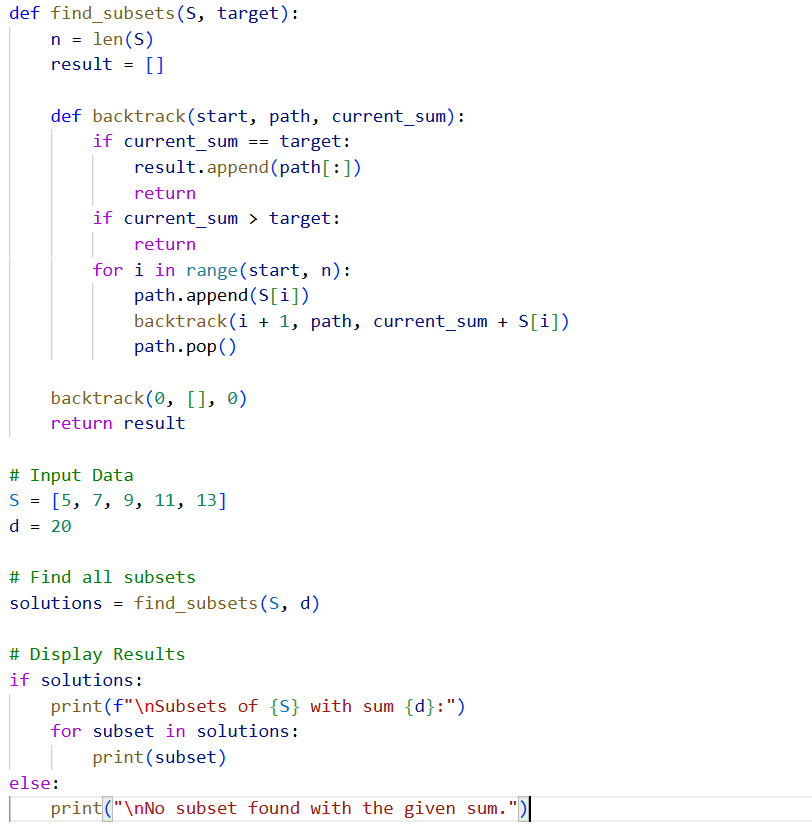 def find_subsets(S, target):
    n = len(S)
    result = []
    def backtrack(start, path, current_sum):
        if current_sum == target:
            result.append(path[:])
            return
        if current_sum > target:
            return
        for i in range(start, n):
            path.append(S[i])
            backtrack(i + 1, path, current_sum + S[i])
            path.pop()
    backtrack(0, [], 0)
    return result
# Input Data
S = [5, 7, 9, 11, 13]
d = 20
# Find all subsets
solutions = find_subsets(S, d)
# Display Results
if solutions:
    print(f"\nSubsets of {S} with sum {d}:")
    for subset in solutions:
        print(subset)
else:
    print("\nNo subset found with the given sum.")